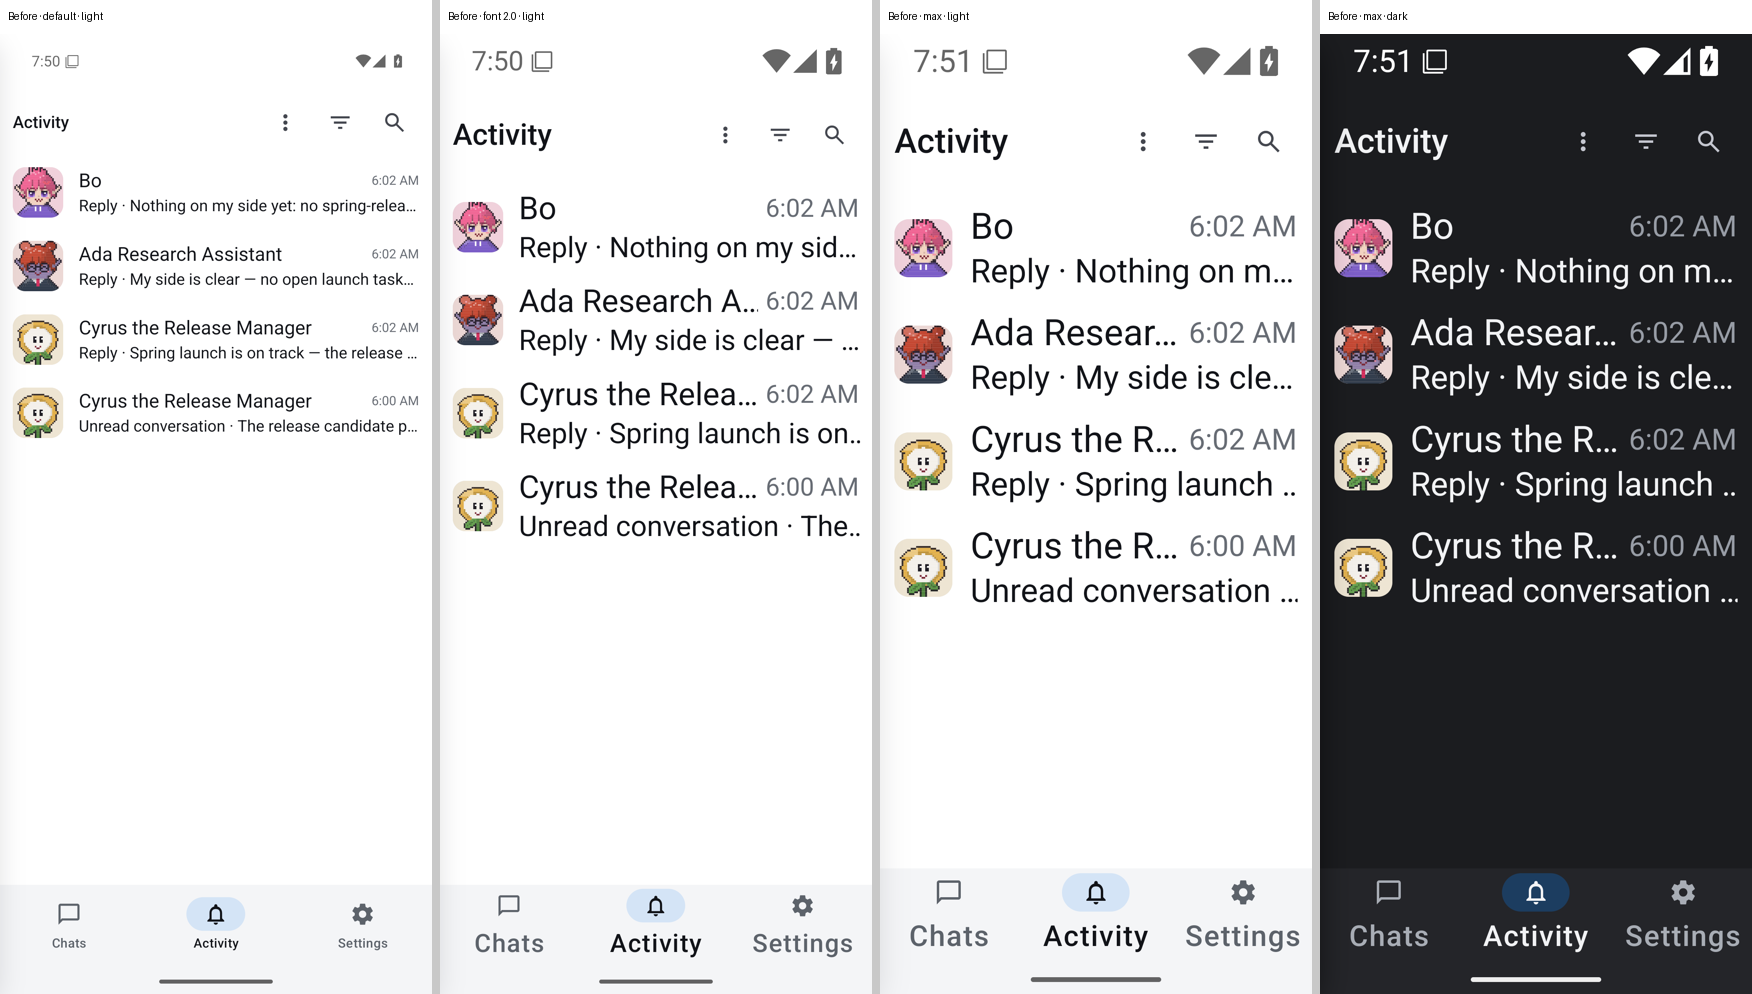 Before · default · light
7:50
Activity
Bo
6:02 AM
Reply · Nothing on my side yet: no spring-relea...
Ada Research Assistant
6:02 AM
Reply · My side is clear — no open launch task...
Cyrus the Release Manager
6:02 AM
Reply · Spring launch is on track — the release ...
Cyrus the Release Manager
6:00 AM
Unread conversation · The release candidate p...
Chats
Activity
Settings
Before · font 2.0 · light
7:50
Activity
Bo
6:02 AM
Reply · Nothing on my sid...
Ada Research A...
6:02 AM
Reply · My side is clear — ...
Cyrus the Relea...
6:02 AM
Reply · Spring launch is on..
Cyrus the Relea...
6:00 AM
Unread conversation · The..
Chats
Activity
Settings
Before · max · light
7:51
Activity
Bo
6:02 AM
Reply · Nothing on m...
Ada Resear...
6:02 AM
Reply · My side is cle...
Cyrus the R...
6:02 AM
Reply · Spring launch ..
Cyrus the R...
6:00 AM
Unread conversation ...
Chats
Activity
Settings
Before · max · dark
7:51
Activity
Bo
6:02 AM
Reply · Nothing on m...
Ada Resear...
6:02 AM
Reply · My side is cle...
Cyrus the R...
6:02 AM
Reply · Spring launch ..
Cyrus the R...
6:00 AM
Unread conversation ...
Chats
Activity
Settings